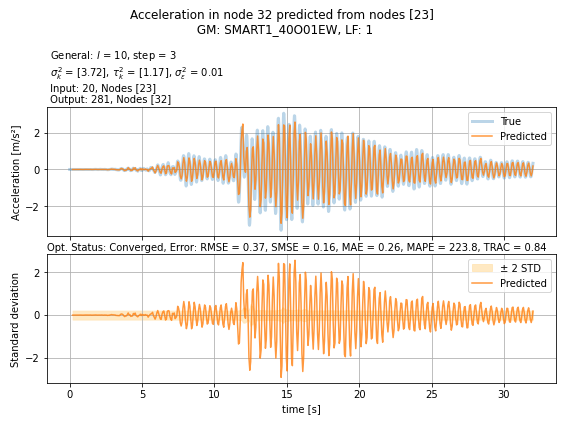 Acceleration in node 32 predicted from nodes [23]
GM: SMART1_40O01EW, LF: 1
General: l = 10, step = 3
σ_k^2 = [3.72], τ_k^2 = [1.17], σ_ε^2 = 0.01
Input: 20, Nodes [23]
Output: 281, Nodes [32]
Acceleration [m/s²]
2
0
−2
True
Predicted
Opt. Status: Converged, Error: RMSE = 0.37, SMSE = 0.16, MAE = 0.26, MAPE = 223.8, TRAC = 0.84
Standard deviation
2
0
−2
± 2 STD
Predicted
0 5 10 15 20 25 30
time [s]